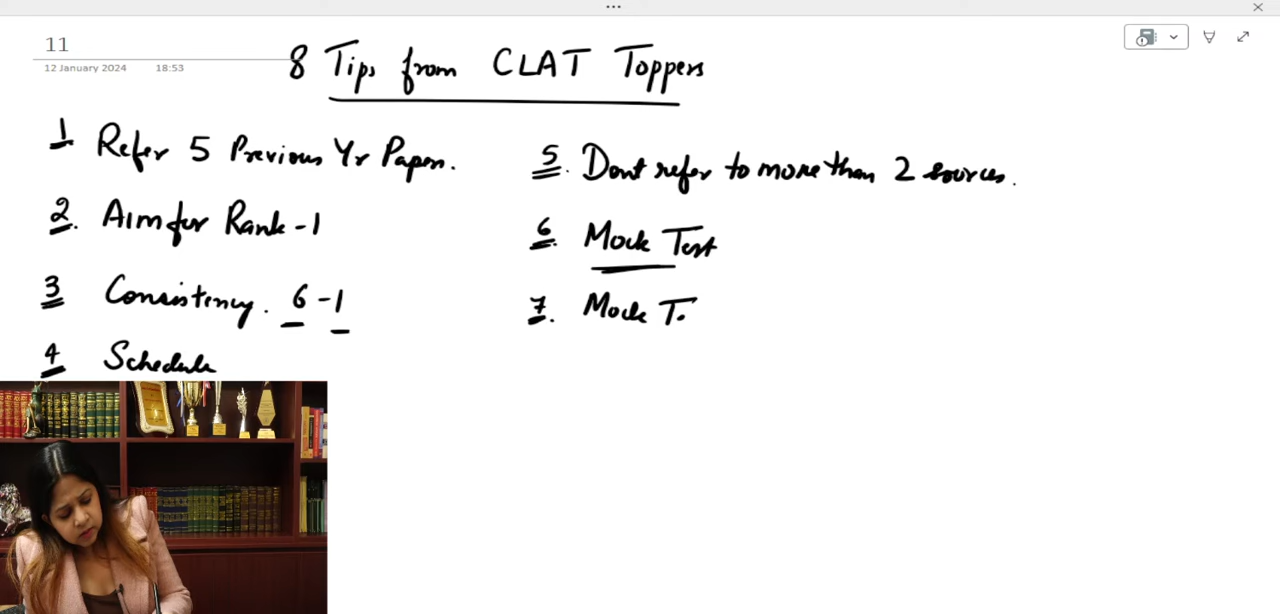 11
12 January 2024 18:53
8 Tips from CLAT Toppers
1 Refer 5 Previous Yr Papers.
2. Aim for Rank -1
3 Consistency. 6 - 1
4 Schedule
5. Dont refer to more than 2 sources.
6. Mock Test
7. Mock T.